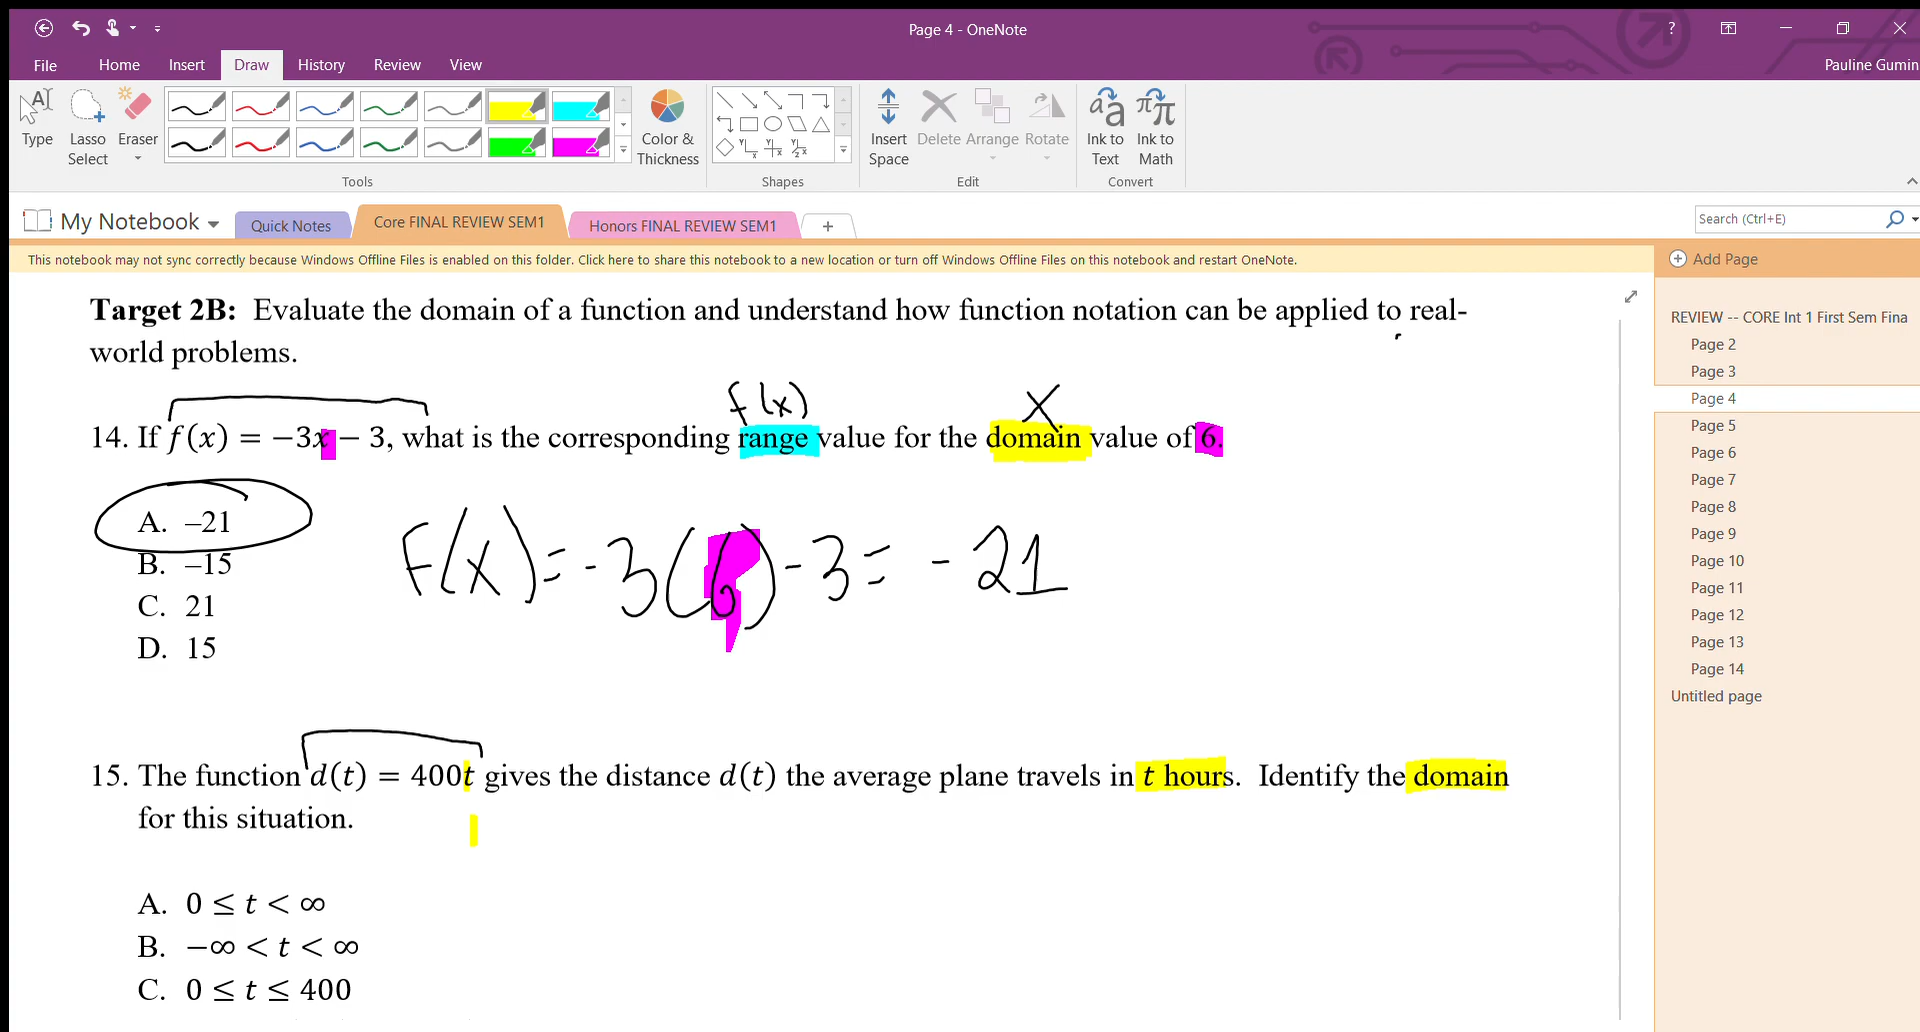 Page 4 - OneNote
File Home Insert Draw History Review View
Pauline Gumin
Type
Lasso Select
Eraser
Color & Thickness
Insert Space
Delete Arrange Rotate
Ink to Text
Ink to Math
Tools Shapes Edit Convert
My Notebook Quick Notes Core FINAL REVIEW SEM1 Honors FINAL REVIEW SEM1 +
Search (Ctrl+E)
This notebook may not sync correctly because Windows Offline Files is enabled on this folder. Click here to share this notebook to a new location or turn off Windows Offline Files on this notebook and restart OneNote.
Target 2B: Evaluate the domain of a function and understand how function notation can be applied to real-
world problems.
f(x) x
14. If f(x) = −3x − 3, what is the corresponding range value for the domain value of 6.
A. –21
B. –15
C. 21
D. 15
f(x) = -3(6) -3 = -21
15. The function d(t) = 400t gives the distance d(t) the average plane travels in t hours. Identify the domain
for this situation.
A. 0 ≤ t < ∞
B. −∞ < t < ∞
C. 0 ≤ t ≤ 400
Add Page
REVIEW -- CORE Int 1 First Sem Fina
Page 2
Page 3
Page 4
Page 5
Page 6
Page 7
Page 8
Page 9
Page 10
Page 11
Page 12
Page 13
Page 14
Untitled page